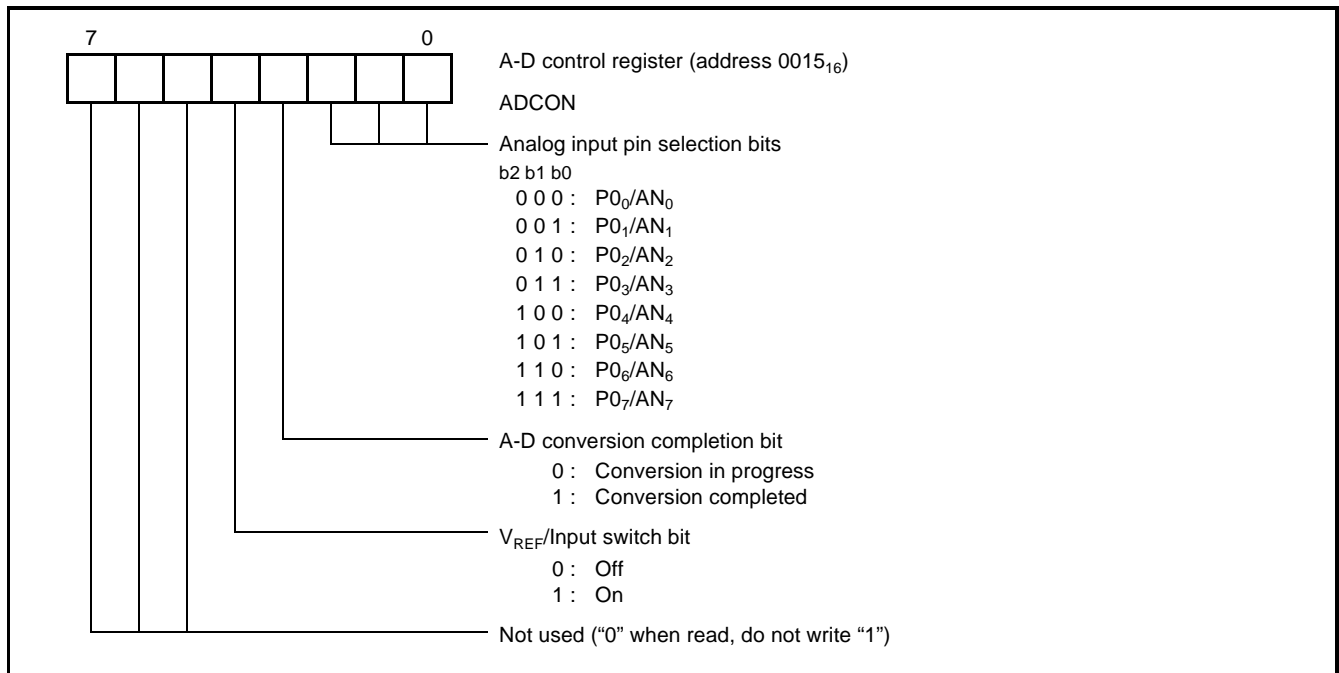 7 0
A-D control register (address 0015₁₆)
ADCON
Analog input pin selection bits
b2 b1 b0
0 0 0 : P0₀/AN₀
0 0 1 : P0₁/AN₁
0 1 0 : P0₂/AN₂
0 1 1 : P0₃/AN₃
1 0 0 : P0₄/AN₄
1 0 1 : P0₅/AN₅
1 1 0 : P0₆/AN₆
1 1 1 : P0₇/AN₇
A-D conversion completion bit
0 : Conversion in progress
1 : Conversion completed
V_REF/Input switch bit
0 : Off
1 : On
Not used (“0” when read, do not write “1”)